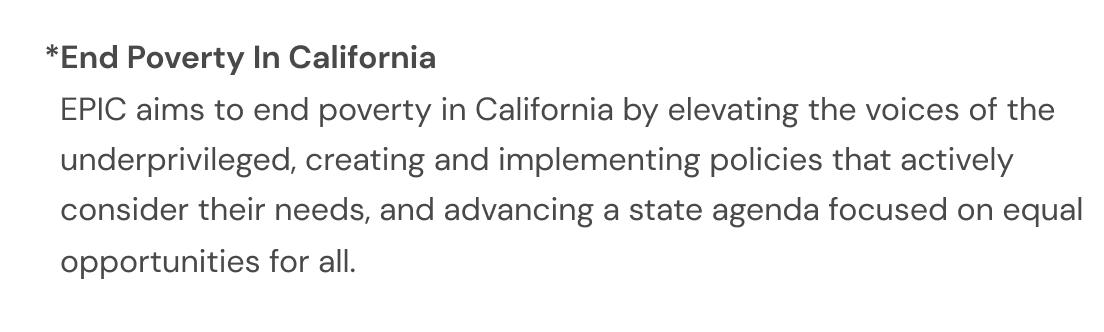 *End Poverty In California
EPIC aims to end poverty in California by elevating the voices of the
underprivileged, creating and implementing policies that actively
consider their needs, and advancing a state agenda focused on equal
opportunities for all.